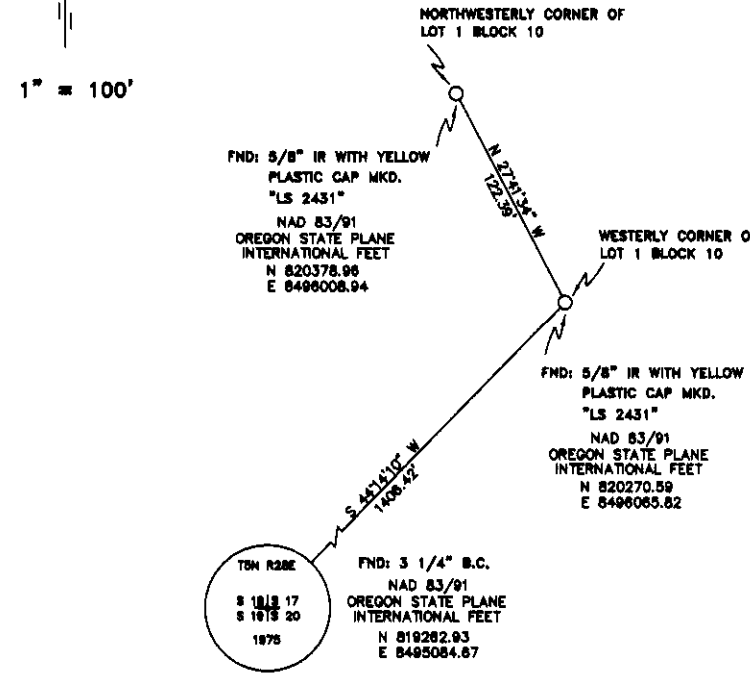 NORTHWESTERLY CORNER OF
LOT 1 BLOCK 10
1" = 100'
FND: 5/8" IR WITH YELLOW
PLASTIC CAP MKD.
"LS 2431"
NAD 83/91
OREGON STATE PLANE
INTERNATIONAL FEET
N 820378.96
E 8496008.94
N 27°41'34" W
122.39'
WESTERLY CORNER O
LOT 1 BLOCK 10
FND: 5/8" IR WITH YELLOW
PLASTIC CAP MKD.
"LS 2431"
NAD 83/91
OREGON STATE PLANE
INTERNATIONAL FEET
N 820270.59
E 8496065.82
S 44°14'10" W
1408.42'
T5N R28E
S 18 S 17
S 19 S 20
1975
FND: 3 1/4" B.C.
NAD 83/91
OREGON STATE PLANE
INTERNATIONAL FEET
N 819262.93
E 8495084.67